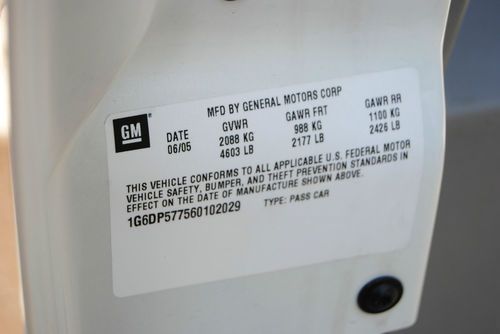 MFD BY GENERAL MOTORS CORP
GM
DATE GVWR GAWR FRT GAWR RR
06/05 2088 KG 988 KG 1100 KG
4603 LB 2177 LB 2426 LB
THIS VEHICLE CONFORMS TO ALL APPLICABLE U.S. FEDERAL MOTOR
VEHICLE SAFETY, BUMPER, AND THEFT PREVENTION STANDARDS IN
EFFECT ON THE DATE OF MANUFACTURE SHOWN ABOVE.
1G6DP577560102029 TYPE: PASS CAR